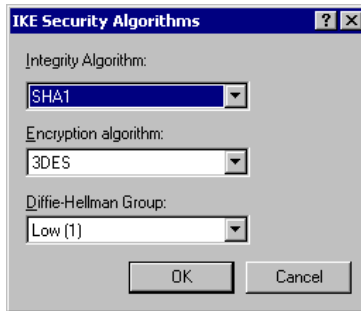 IKE Security Algorithms
Integrity Algorithm:
SHA1
Encryption algorithm:
3DES
Diffie-Hellman Group:
Low (1)
OK Cancel